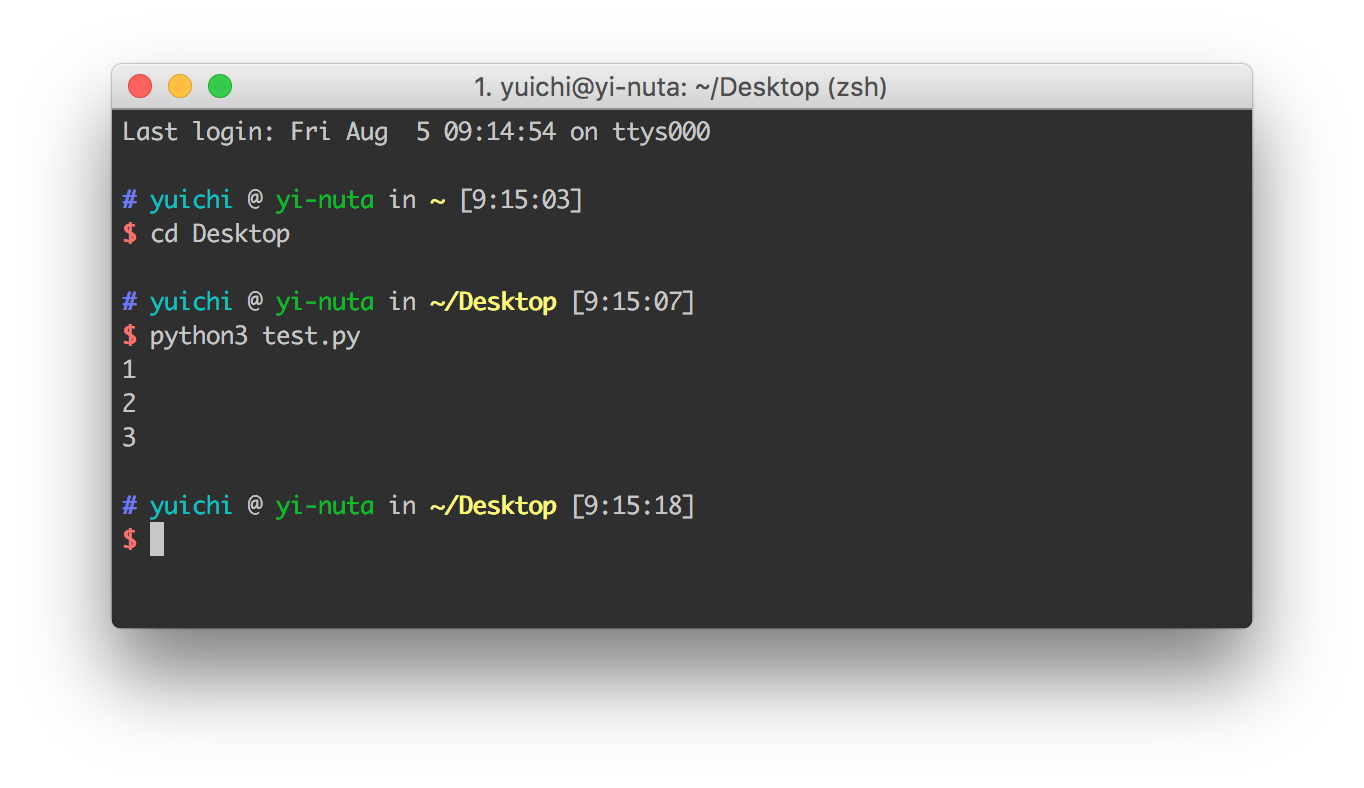 1. yuichi@yi-nuta: ~/Desktop (zsh)
Last login: Fri Aug  5 09:14:54 on ttys000
# yuichi @ yi-nuta in ~ [9:15:03]
$ cd Desktop
# yuichi @ yi-nuta in ~/Desktop [9:15:07]
$ python3 test.py
1
2
3
# yuichi @ yi-nuta in ~/Desktop [9:15:18]
$